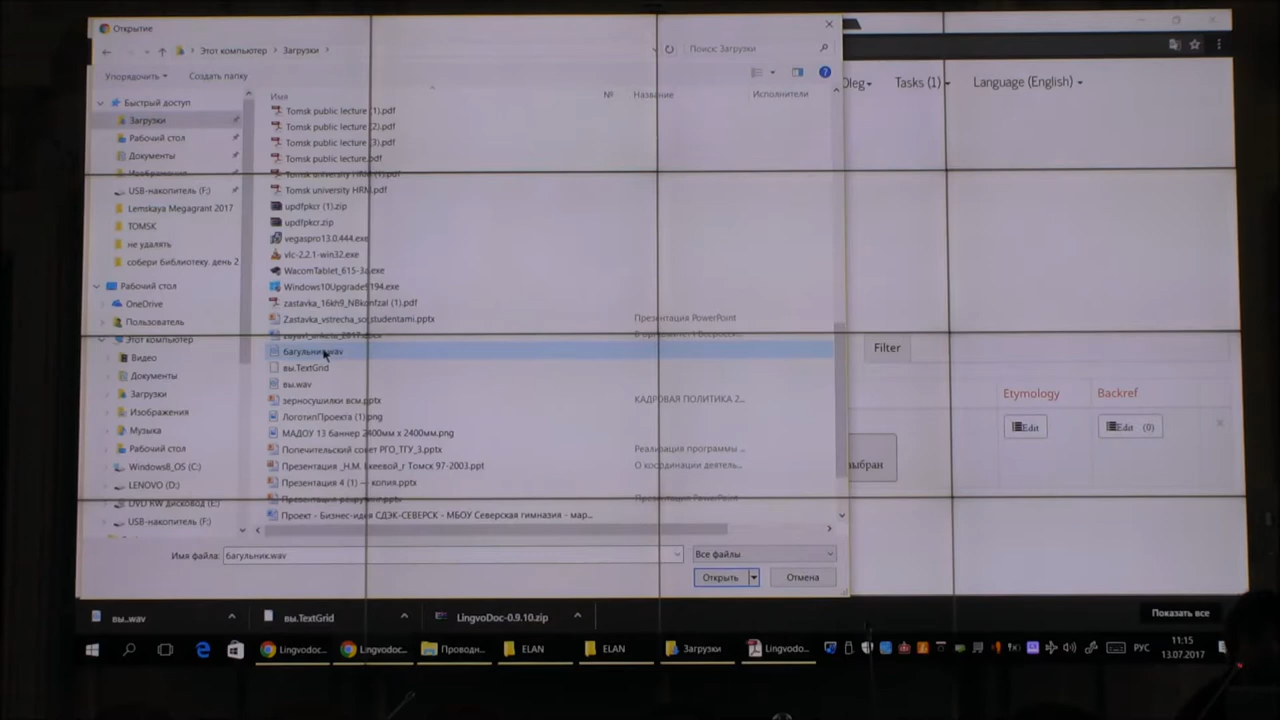 Открытие
Этот компьютер > Загрузки >
Поиск: Загрузки
Упорядочить
Создать папку
Имя
№
Название
Исполнители
Быстрый доступ
Загрузки
Рабочий стол
Документы
Изображения
USB-накопитель (F:)
Lemskaya Megagrant 2017
TOMSK
не удалять
собери библиотеку. день 2
Рабочий стол
OneDrive
Пользователь
Этот компьютер
Видео
Документы
Загрузки
Изображения
Музыка
Рабочий стол
Windows8_OS (C:)
LENOVO (D:)
DVD RW дисковод (E:)
USB-накопитель (F:)
Tomsk public lecture (1).pdf
Tomsk public lecture (2).pdf
Tomsk public lecture (3).pdf
Tomsk public lecture.pdf
Tomsk university HRM (1).pdf
Tomsk university HRM.pdf
updfpkcr (1).zip
updfpkcr.zip
vegaspro13.0.444.exe
vlc-2.2.1-win32.exe
WacomTablet_615-3a.exe
Windows10Upgrade9194.exe
Zastavka_vstrecha_so_studentami.pptx
Презентация PowerPoint
багульник.wav
вы.TextGrid
вы.wav
зерносушилки всм.pptx
КАДРОВАЯ ПОЛИТИКА 2...
ЛоготипПроекта (1).png
МАДОУ 13 баннер 2400мм x 2400мм.png
Попечительский совет РГО_ТГУ_3.pptx
Реализация программы ...
О координации деятель...
Презентация 4 (1) — копия.pptx
Презентация PowerPoint
Проект - Бизнес-идея СДЭК-СЕВЕРСК - МБОУ Северская гимназия - мар...
Имя файла:
багульник.wav
Все файлы
Открыть
Отмена
Oleg
Tasks (1)
Language (English)
Filter
Etymology
Backref
Edit
Edit (0)
выбран
вы.wav
вы.TextGrid
LingvoDoc-0.9.10.zip
Показать все
Lingvodoc...
Lingvodoc...
Проводн...
ELAN
ELAN
Загрузки
Lingvodo...
РУС
11:15
13.07.2017